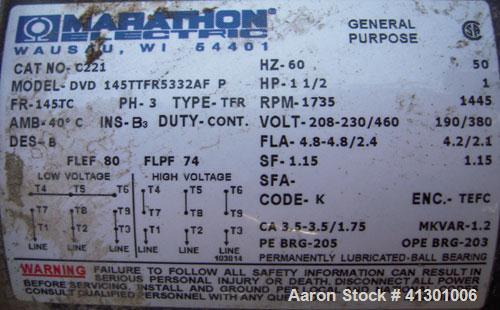 MARATHON
ELECTRIC
WAUSAU, WI 54401
GENERAL
PURPOSE
SA
CAT NO- C221
HZ-60 50
MODEL- DVD 145TTFR5332AF P
HP-1 1/2 1
FR-145TC PH-3 TYPE-TFR
RPM-1735 1445
AMB-40°C INS-B3 DUTY-CONT.
VOLT-208-230/460 190/380
DES-B
FLA- 4.8-4.8/2.4 4.2/2.1
FLEF 80 FLPF 74
SF-1.15 1.15
LOW VOLTAGE HIGH VOLTAGE
SFA-
T4 T5 T6 T4 T5 T6
CODE- K ENC.- TEFC
T7 T8 T9 T7 T8 T9
CA 3.5-3.5/1.75 MKVAR-1.2
T1 T2 T3 T1 T2 T3
PE BRG-205 OPE BRG-203
LINE LINE LINE LINE LINE LINE
103014
PERMANENTLY LUBRICATED-BALL BEARING
WARNING FAILURE TO FOLLOW ALL SAFETY INFORMATION CAN RESULT IN
SERIOUS PERSONAL INJURY OR DEATH. DISCONNECT ALL POWER
BEFORE SERVICING. INSTALL AND GROUND PER LOCAL AND
CONSULT QUALIFIED PERSONNEL WITH
Aaron Stock # 41301006